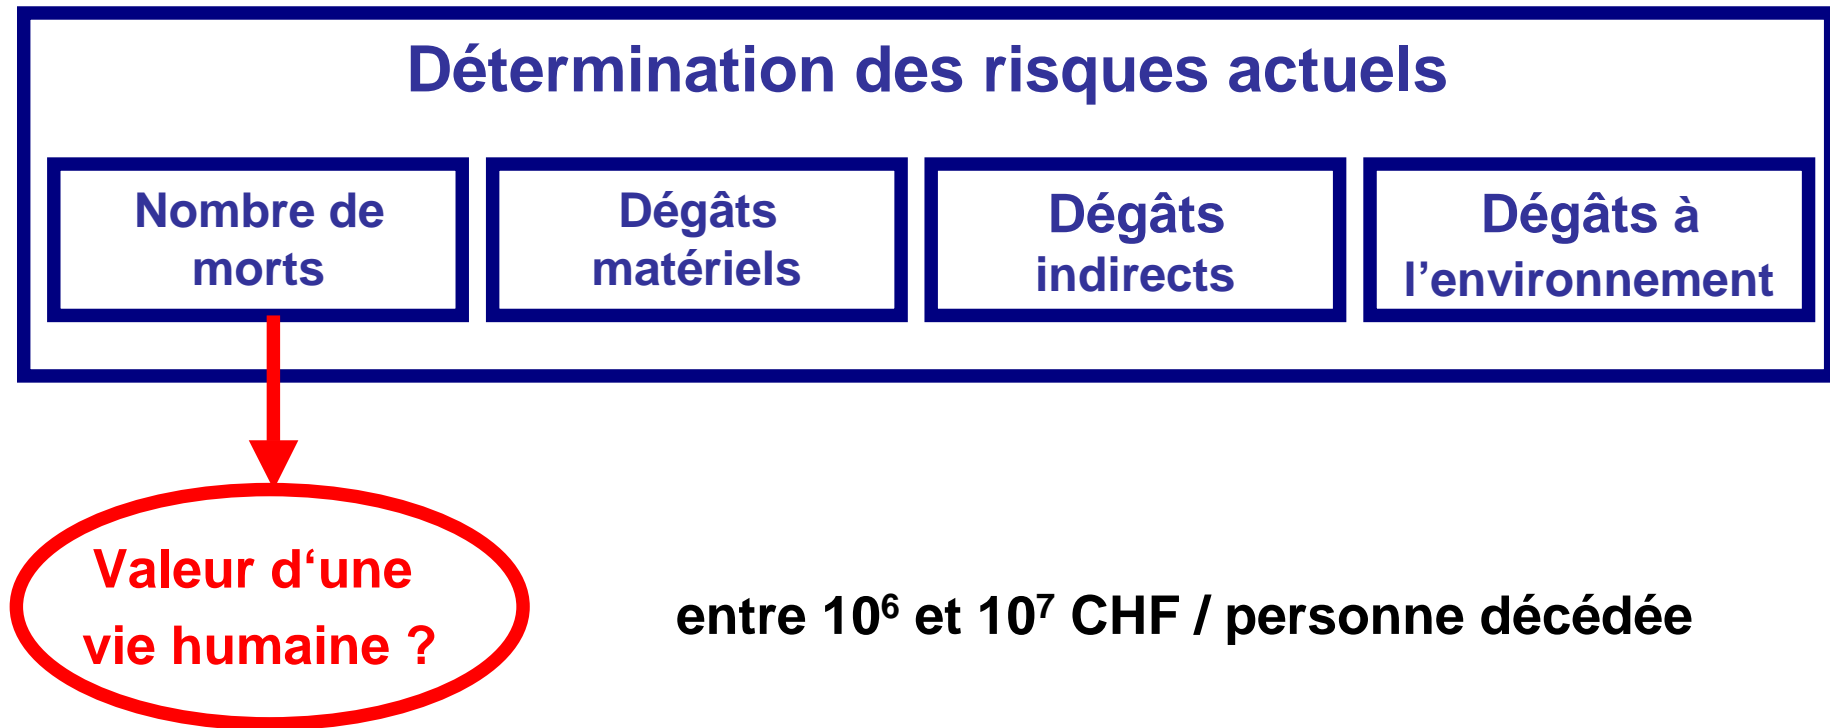 Détermination des risques actuels
Nombre de
morts
Dégâts
matériels
Dégâts
indirects
Dégâts à
l’environnement
Valeur d‘une
vie humaine ?
entre 10⁶ et 10⁷ CHF / personne décédée